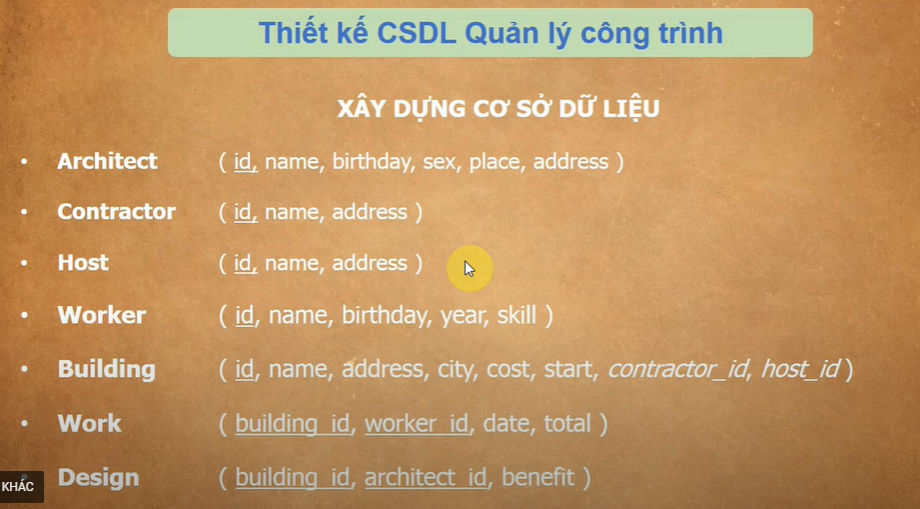 Thiết kế CSDL Quản lý công trình
XÂY DỰNG CƠ SỞ DỮ LIỆU
• Architect ( id, name, birthday, sex, place, address )
• Contractor ( id, name, address )
• Host ( id, name, address )
• Worker ( id, name, birthday, year, skill )
• Building ( id, name, address, city, cost, start, contractor_id, host_id )
• Work ( building_id, worker_id, date, total )
• Design ( building_id, architect_id, benefit )
KHÁC